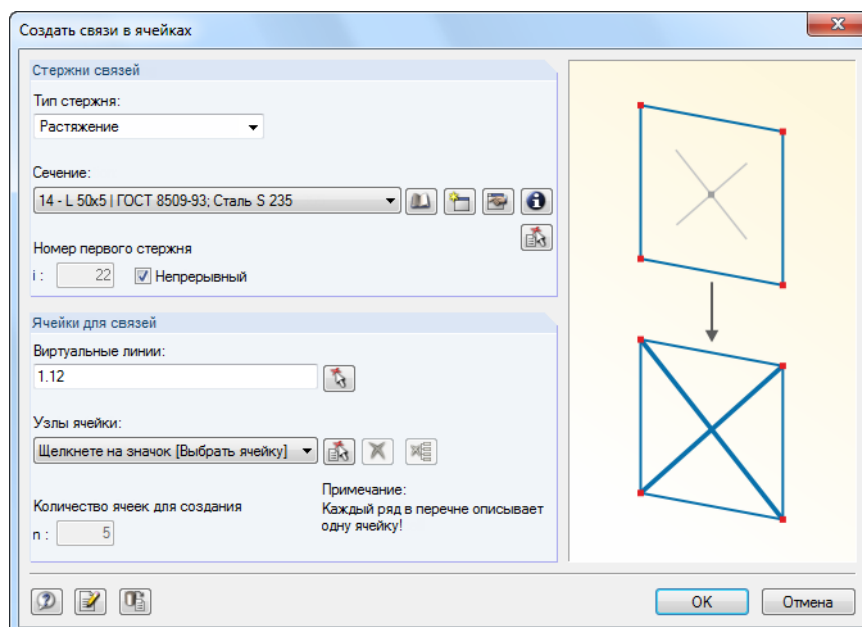 Создать связи в ячейках
Стержни связей
Тип стержня:
Растяжение
Сечение:
14 - L 50x5 | ГОСТ 8509-93; Сталь S 235
Номер первого стержня
i : 22 Непрерывный
Ячейки для связей
Виртуальные линии:
1.12
Узлы ячейки:
Щелкнете на значок [Выбрать ячейку]
Количество ячеек для создания
n : 5
Примечание:
Каждый ряд в перечне описывает
одну ячейку!
OK
Отмена